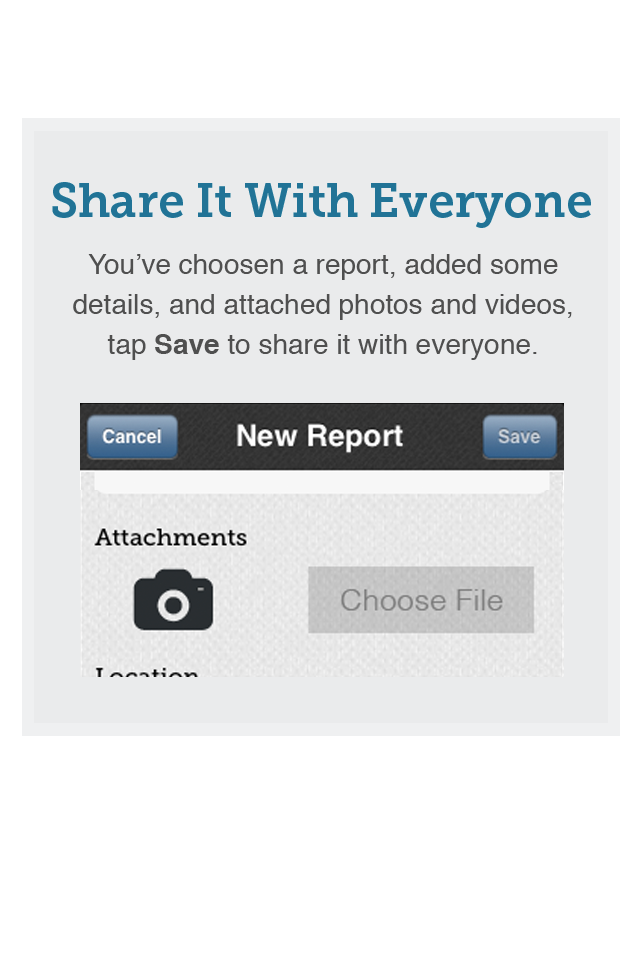 Share It With Everyone
You’ve choosen a report, added some
details, and attached photos and videos,
tap Save to share it with everyone.
Cancel New Report Save
Attachments
Choose File
Location